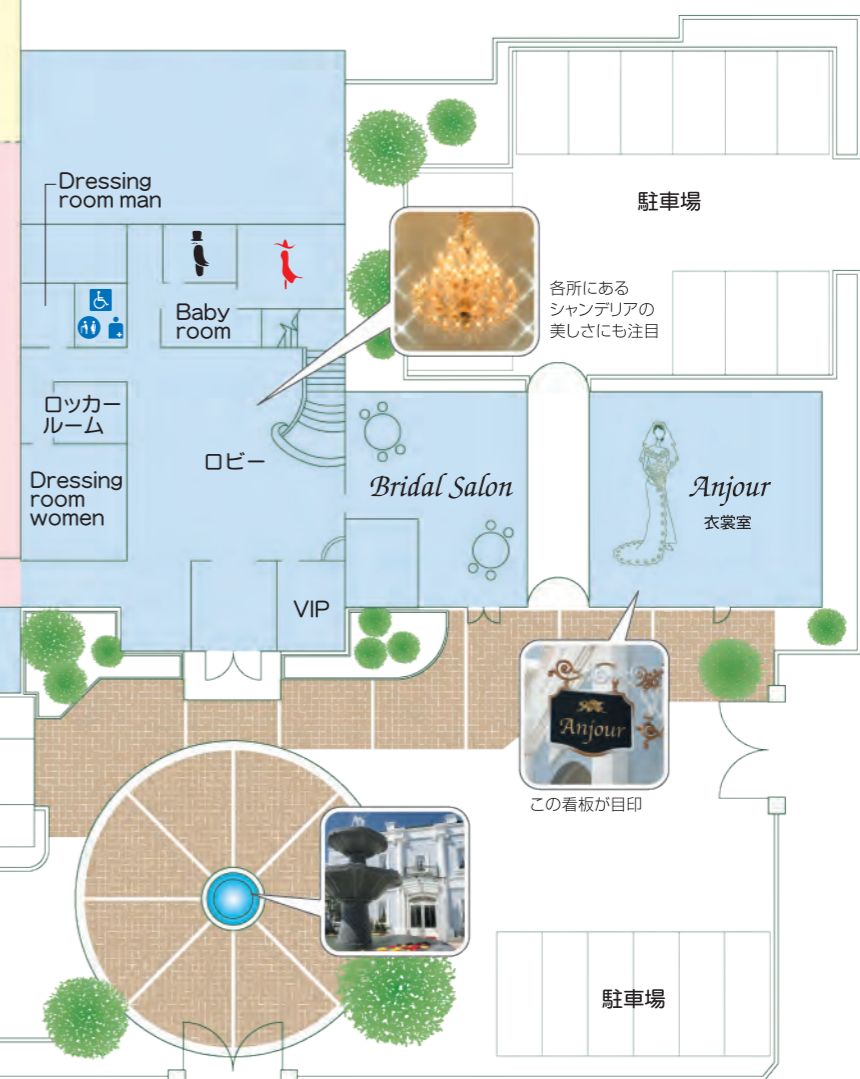 Dressing
room man
駐車場
各所にある
シャンデリアの
美しさにも注目
Baby
room
ロッカー
ルーム
ロビー
Dressing
room
women
Bridal Salon
Anjour
衣裳室
VIP
Anjour
この看板が目印
駐車場